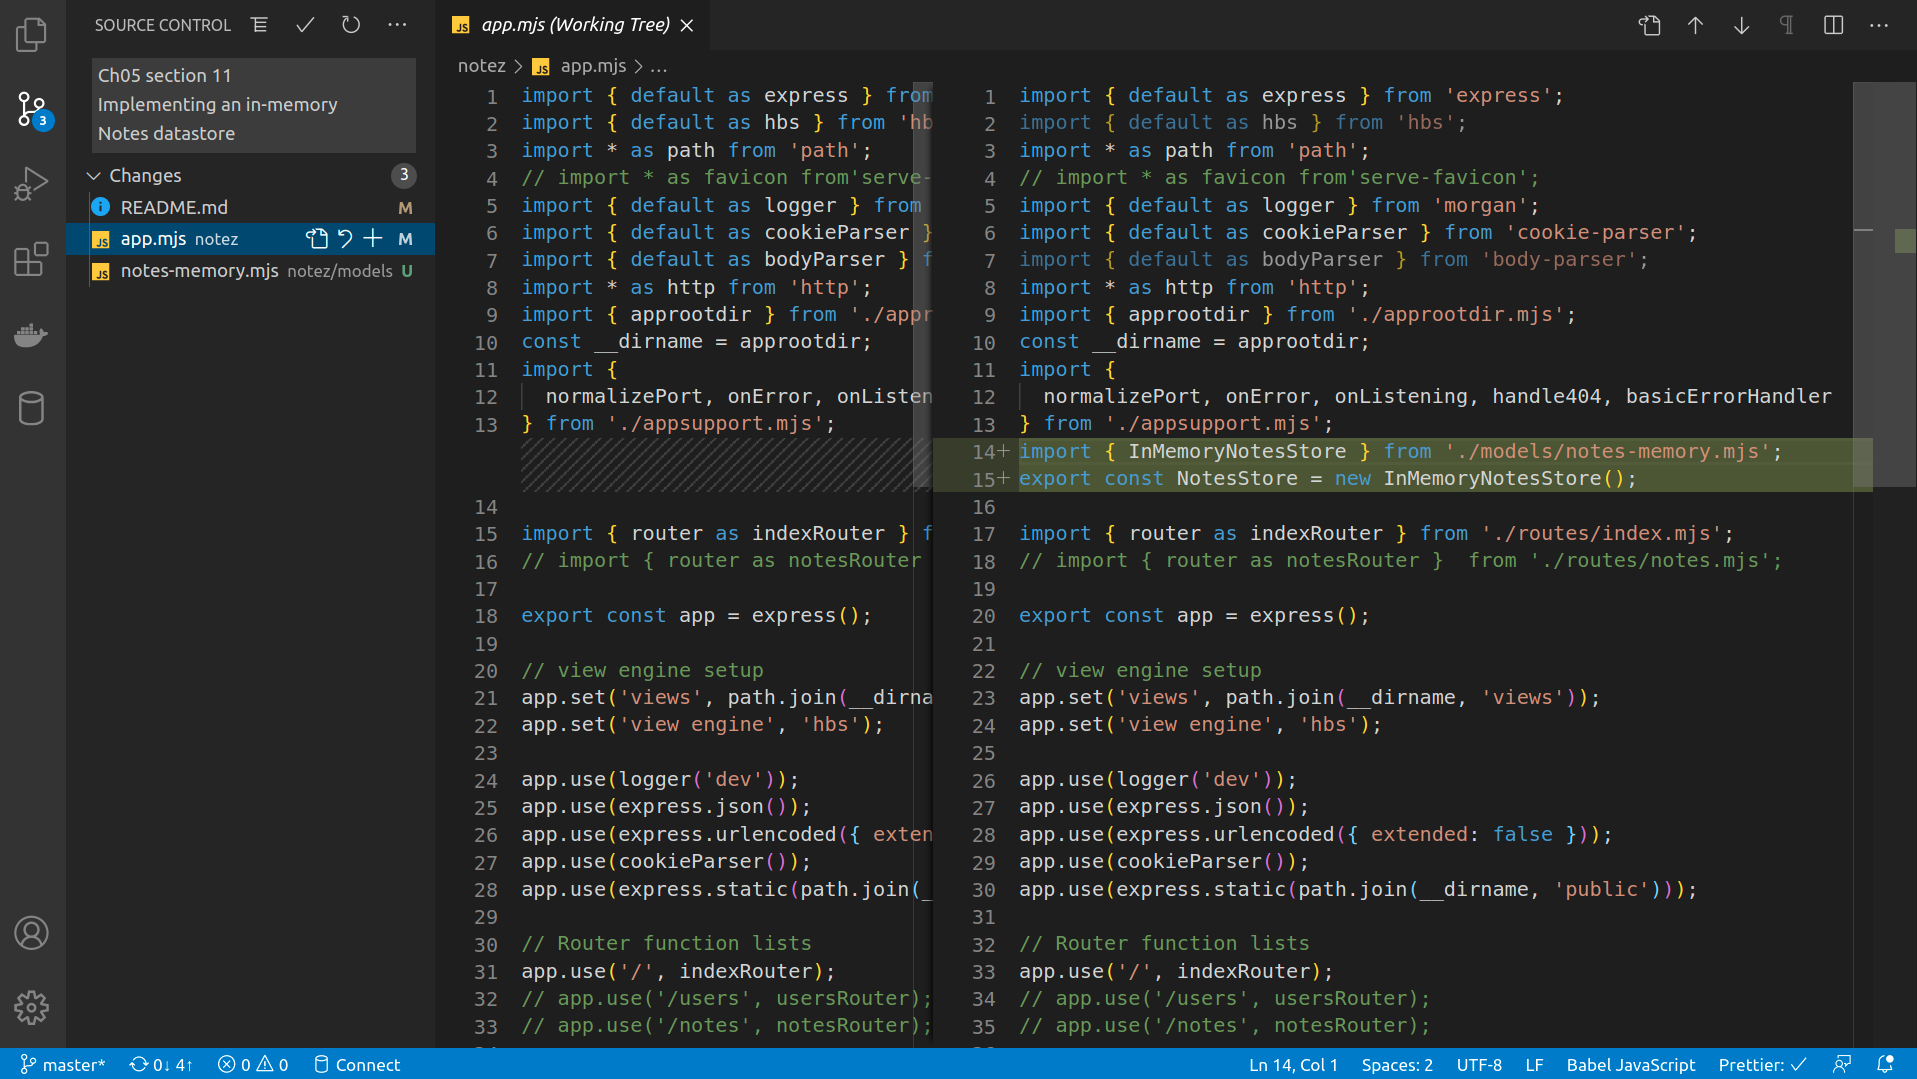 SOURCE CONTROL
Ch05 section 11
Implementing an in-memory
Notes datastore
Changes 3
README.md M
app.mjs notez M
notes-memory.mjs notez/models U
3
app.mjs (Working Tree)
notez > app.mjs > ...
1 import { default as express } from
2 import { default as hbs } from 'hb
3 import * as path from 'path';
4 // import * as favicon from'serve-
5 import { default as logger } from
6 import { default as cookieParser }
7 import { default as bodyParser } f
8 import * as http from 'http';
9 import { approotdir } from './appr
10 const __dirname = approotdir;
11 import {
12 normalizePort, onError, onListen
13 } from './appsupport.mjs';
14
15 import { router as indexRouter } f
16 // import { router as notesRouter
17
18 export const app = express();
19
20 // view engine setup
21 app.set('views', path.join(__dirna
22 app.set('view engine', 'hbs');
23
24 app.use(logger('dev'));
25 app.use(express.json());
26 app.use(express.urlencoded({ exten
27 app.use(cookieParser());
28 app.use(express.static(path.join(_
29
30 // Router function lists
31 app.use('/', indexRouter);
32 // app.use('/users', usersRouter);
33 // app.use('/notes', notesRouter);
1 import { default as express } from 'express';
2 import { default as hbs } from 'hbs';
3 import * as path from 'path';
4 // import * as favicon from'serve-favicon';
5 import { default as logger } from 'morgan';
6 import { default as cookieParser } from 'cookie-parser';
7 import { default as bodyParser } from 'body-parser';
8 import * as http from 'http';
9 import { approotdir } from './approotdir.mjs';
10 const __dirname = approotdir;
11 import {
12 normalizePort, onError, onListening, handle404, basicErrorHandler
13 } from './appsupport.mjs';
14+ import { InMemoryNotesStore } from './models/notes-memory.mjs';
15+ export const NotesStore = new InMemoryNotesStore();
16
17 import { router as indexRouter } from './routes/index.mjs';
18 // import { router as notesRouter }  from './routes/notes.mjs';
19
20 export const app = express();
21
22 // view engine setup
23 app.set('views', path.join(__dirname, 'views'));
24 app.set('view engine', 'hbs');
25
26 app.use(logger('dev'));
27 app.use(express.json());
28 app.use(express.urlencoded({ extended: false }));
29 app.use(cookieParser());
30 app.use(express.static(path.join(__dirname, 'public')));
31
32 // Router function lists
33 app.use('/', indexRouter);
34 // app.use('/users', usersRouter);
35 // app.use('/notes', notesRouter);
master* 0↓ 4↑ 0 0 Connect Ln 14, Col 1 Spaces: 2 UTF-8 LF Babel JavaScript Prettier: ✓